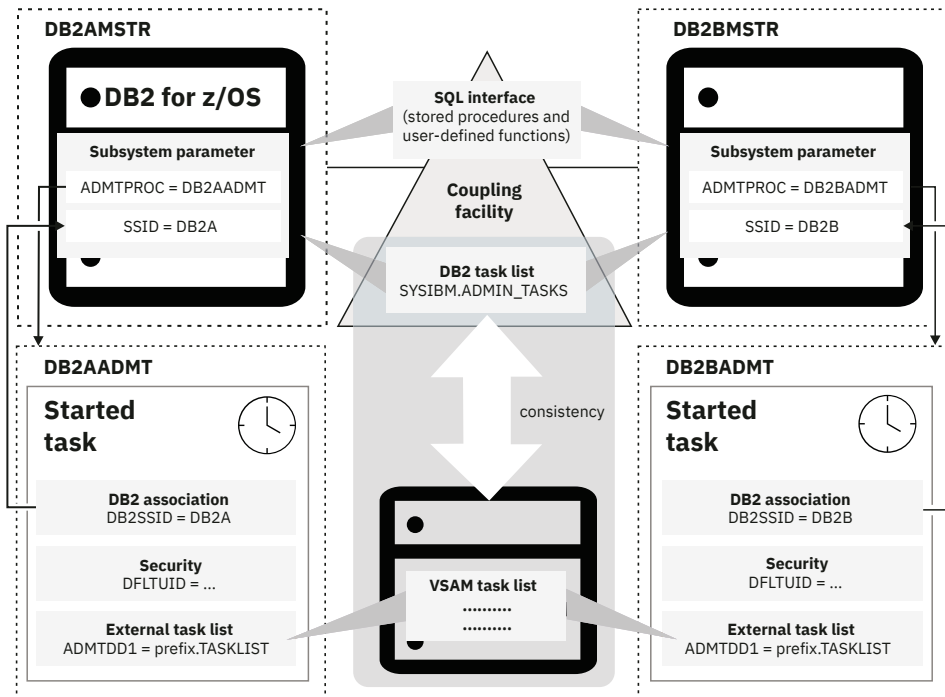 DB2AMSTR
DB2 for z/OS
Subsystem parameter
ADMTPROC = DB2AADMT
SSID = DB2A
SQL interface
(stored procedures and
user-defined functions)
Coupling
facility
DB2 task list
SYSIBM.ADMIN_TASKS
DB2BMSTR
Subsystem parameter
ADMTPROC = DB2BADMT
SSID = DB2B
DB2AADMT
Started
task
DB2 association
DB2SSID = DB2A
Security
DFLTUID = ...
External task list
ADMTDD1 = prefix.TASKLIST
consistency
VSAM task list
..........
..........
DB2BADMT
Started
task
DB2 association
DB2SSID = DB2B
Security
DFLTUID = ...
External task list
ADMTDD1 = prefix.TASKLIST